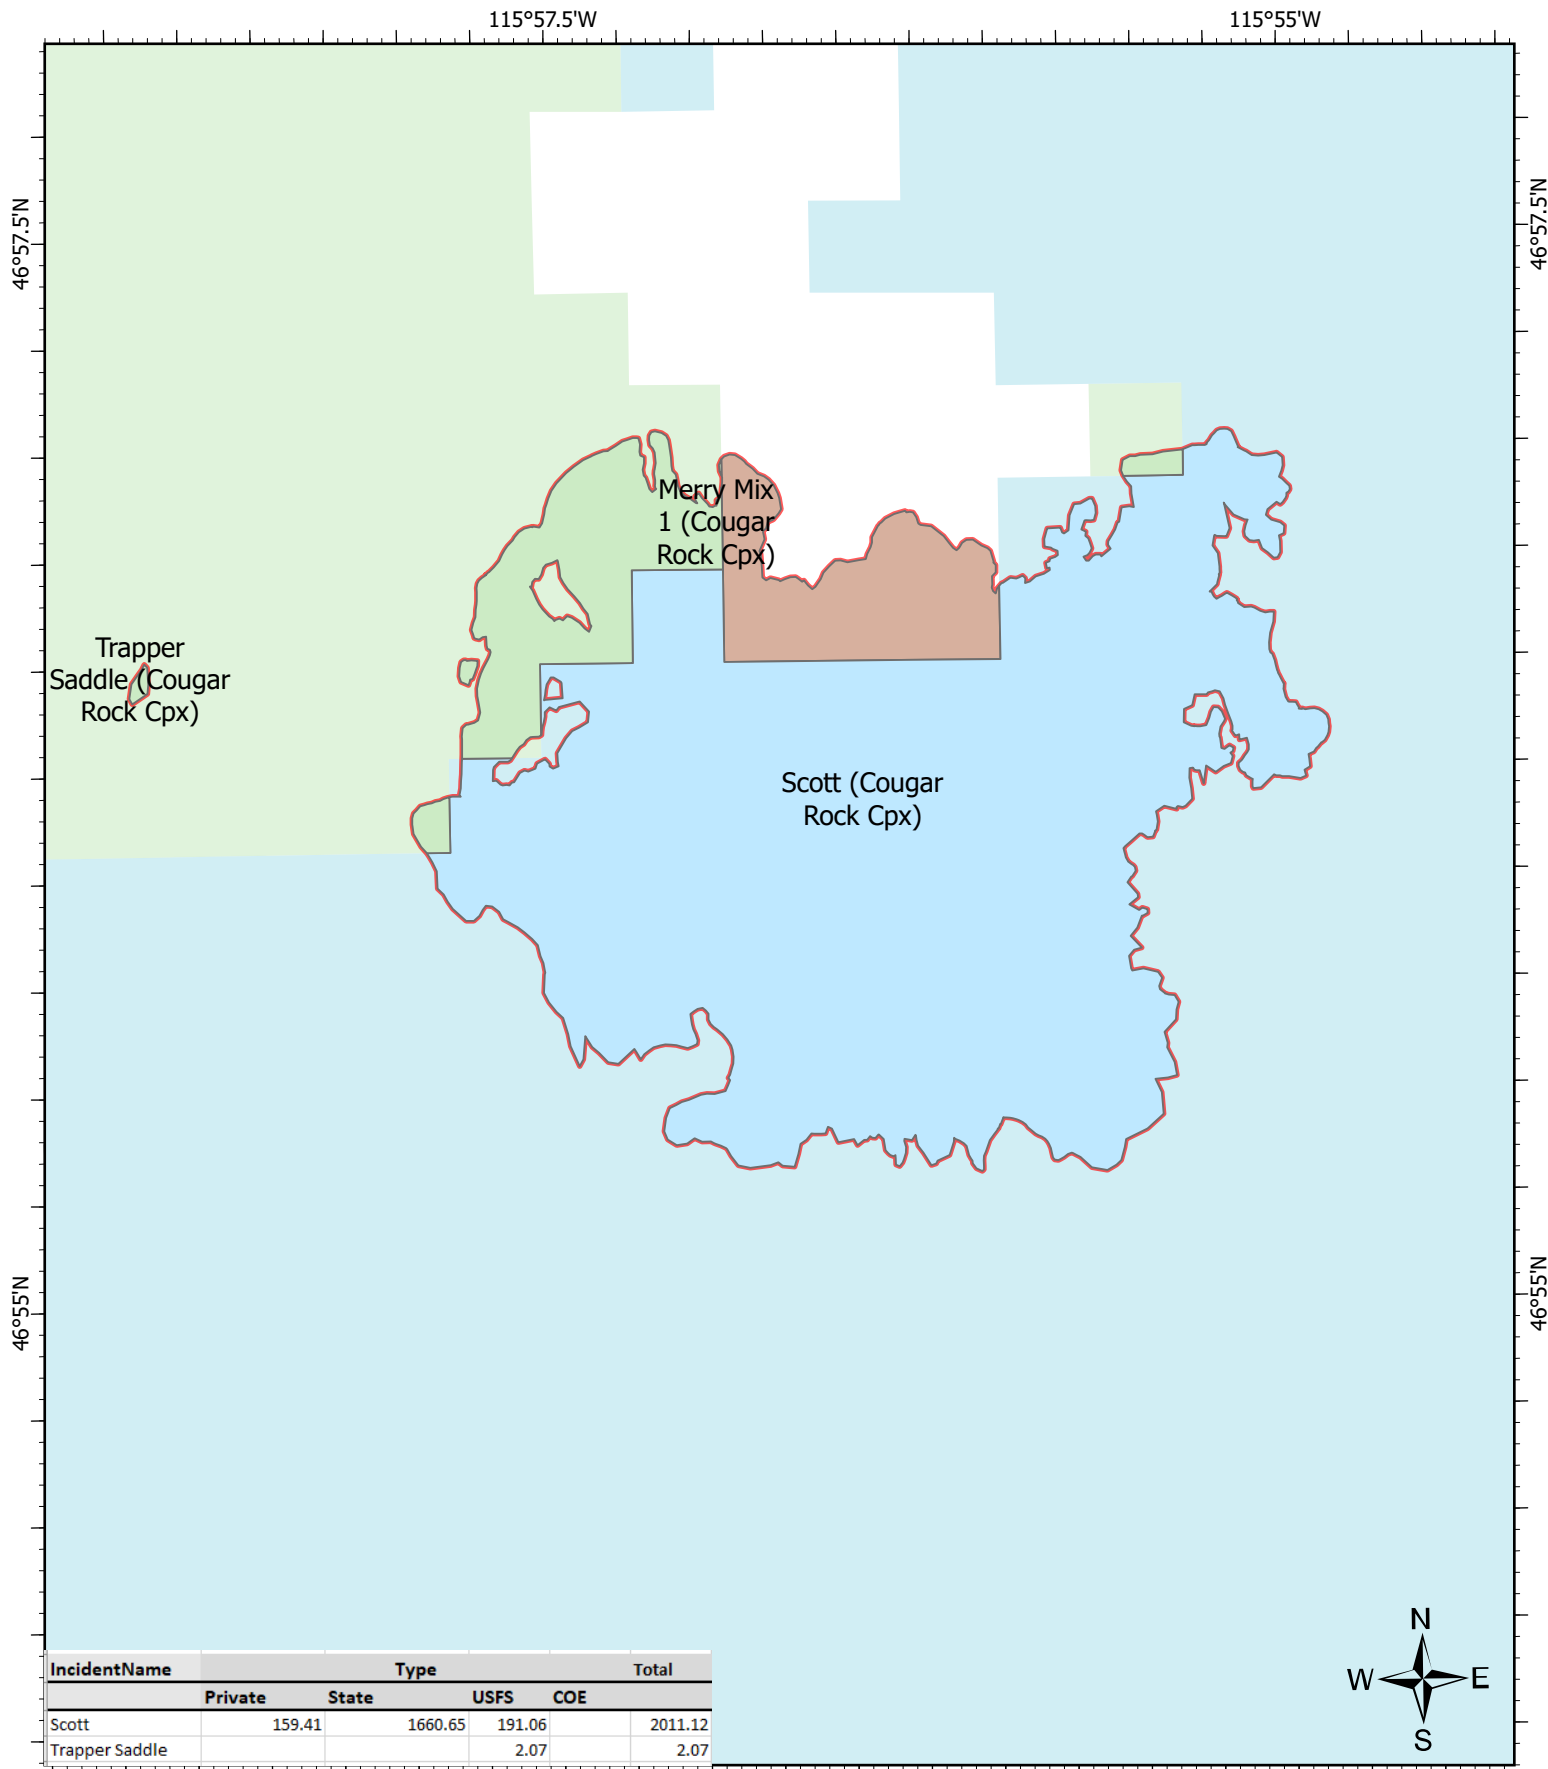 115°57.5'W 115°55'W
46°57.5'N 46°57.5'N
Merry Mix
1 (Cougar
Rock Cpx)
Trapper
Saddle (Cougar
Rock Cpx)
Scott (Cougar
Rock Cpx)
46°55'N 46°55'N
N
W E
S
IncidentName Type Total
Private State USFS COE
Scott 159.41 1660.65 191.06 2011.12
Trapper Saddle 2.07 2.07